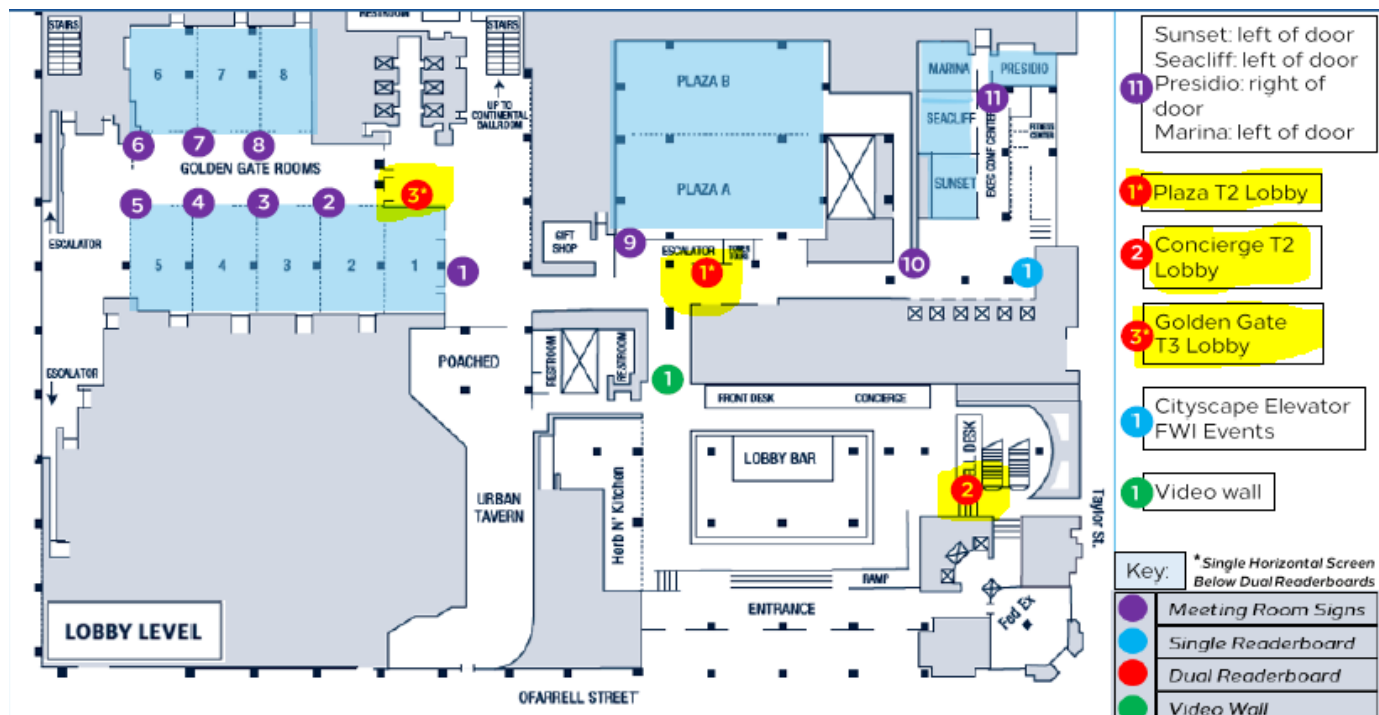 STAIRS
RESTROOM
STAIRS
6
7
8
UP TO
CONTINENTAL
BALLROOM
PLAZA B
PLAZA A
MARINA
PRESIDIO
11
SEACLIFF
SUNSET
EXEC CONF CENTER
FITNESS
CENTER
6
7
8
GOLDEN GATE ROOMS
3*
5
4
3
2
ESCALATOR
5
4
3
2
1
1
GIFT
SHOP
9
ESCALATOR
TOWER
TOURS
1*
10
1
ESCALATOR
POACHED
RESTROOM
RESTROOM
1
FRONT DESK
CONCIERGE
LOBBY BAR
BELL DESK
2
URBAN
TAVERN
Herb N' Kitchen
Taylor St.
RAMP
ENTRANCE
Fed Ex
LOBBY LEVEL
OFARRELL STREET
11
Sunset: left of door
Seacliff: left of door
Presidio: right of
door
Marina: left of door
1* Plaza T2 Lobby
2 Concierge T2
Lobby
3* Golden Gate
T3 Lobby
1 Cityscape Elevator
FWI Events
1 Video wall
Key:
*Single Horizontal Screen
Below Dual Readerboards
Meeting Room Signs
Single Readerboard
Dual Readerboard
Video Wall